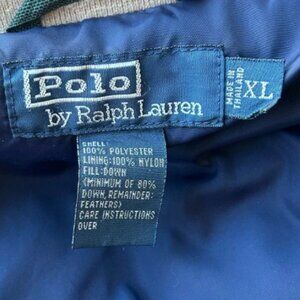 Polo
by Ralph Lauren
MADE IN
THAILAND
XL
SHELL:
100% POLYESTER
LINING:100% NYLON
FILL:DOWN
(MINIMUM OF 80%
DOWN, REMAINDER:
FEATHERS)
CARE INSTRUCTIONS
OVER